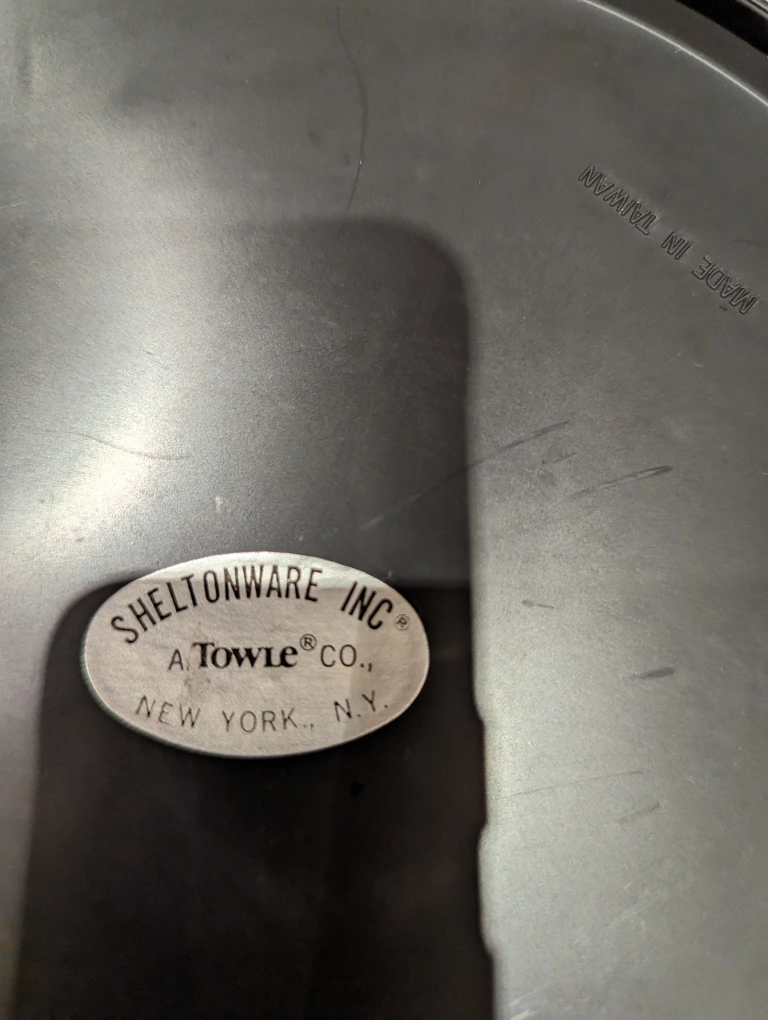 SHELTONWARE INC®
A TOWLE® CO.,
NEW YORK., N.Y.
MADE IN TAIWAN